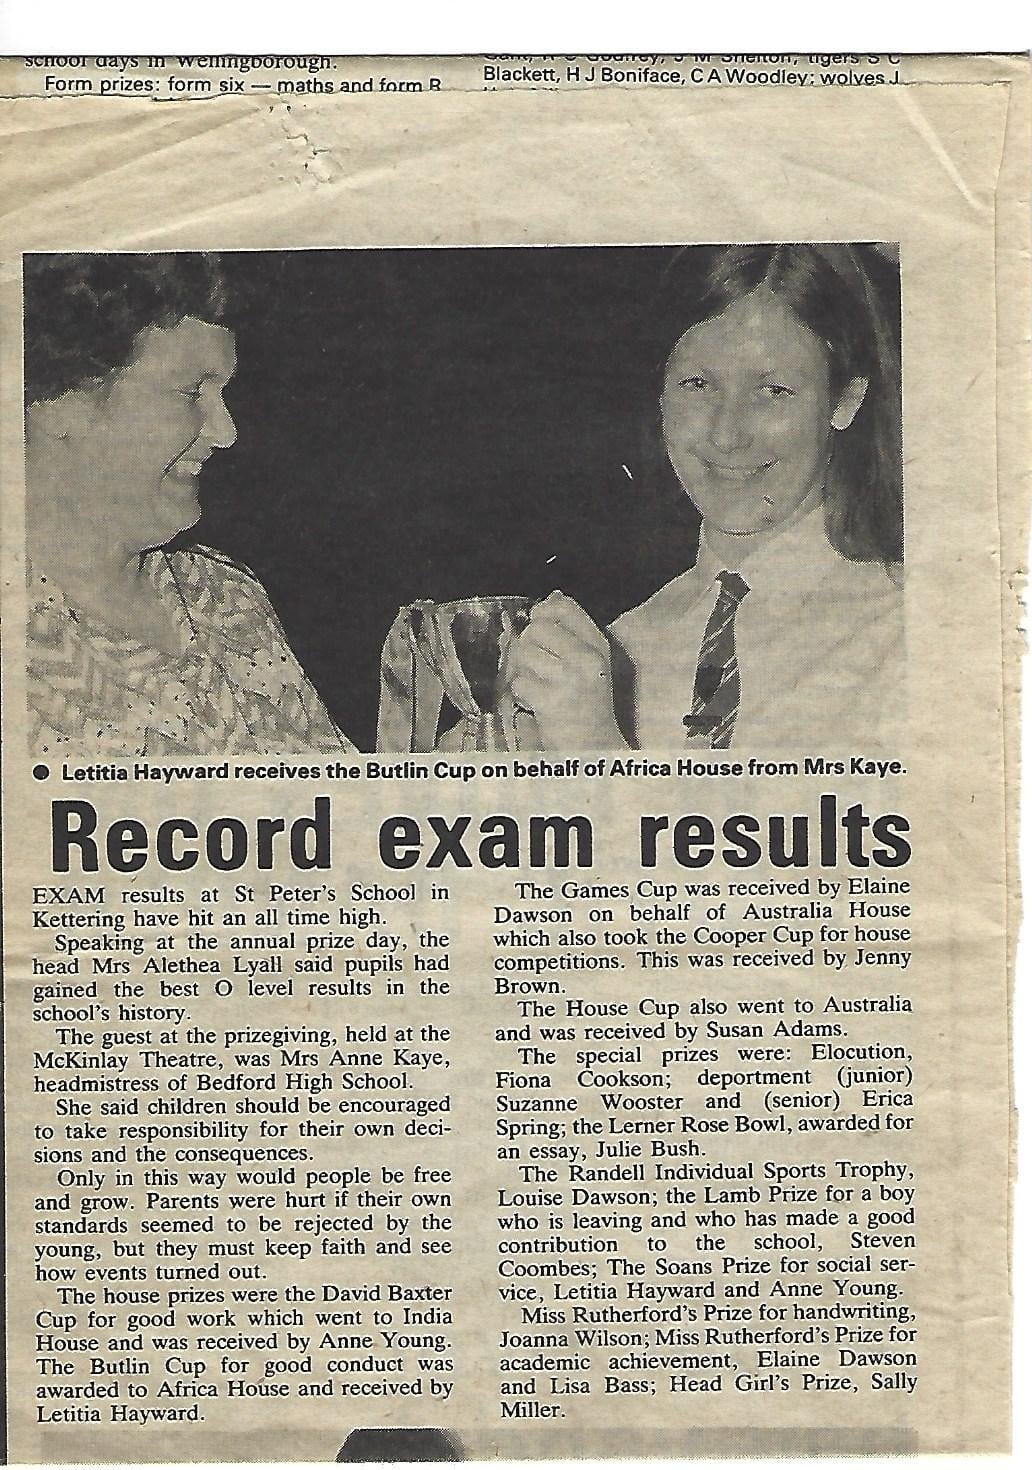 school days in Wellingborough.
Form prizes: form six — maths and form R
Blackett, H J Boniface, C A Woodley; wolves J
● Letitia Hayward receives the Butlin Cup on behalf of Africa House from Mrs Kaye.
Record exam results
EXAM results at St Peter's School in
Kettering have hit an all time high.
Speaking at the annual prize day, the
head Mrs Alethea Lyall said pupils had
gained the best O level results in the
school's history.
The guest at the prizegiving, held at the
McKinlay Theatre, was Mrs Anne Kaye,
headmistress of Bedford High School.
She said children should be encouraged
to take responsibility for their own deci-
sions and the consequences.
Only in this way would people be free
and grow. Parents were hurt if their own
standards seemed to be rejected by the
young, but they must keep faith and see
how events turned out.
The house prizes were the David Baxter
Cup for good work which went to India
House and was received by Anne Young.
The Butlin Cup for good conduct was
awarded to Africa House and received by
Letitia Hayward.
The Games Cup was received by Elaine
Dawson on behalf of Australia House
which also took the Cooper Cup for house
competitions. This was received by Jenny
Brown.
The House Cup also went to Australia
and was received by Susan Adams.
The special prizes were: Elocution,
Fiona Cookson; deportment (junior)
Suzanne Wooster and (senior) Erica
Spring; the Lerner Rose Bowl, awarded for
an essay, Julie Bush.
The Randell Individual Sports Trophy,
Louise Dawson; the Lamb Prize for a boy
who is leaving and who has made a good
contribution to the school, Steven
Coombes; The Soans Prize for social ser-
vice, Letitia Hayward and Anne Young.
Miss Rutherford's Prize for handwriting,
Joanna Wilson; Miss Rutherford's Prize for
academic achievement, Elaine Dawson
and Lisa Bass; Head Girl's Prize, Sally
Miller.